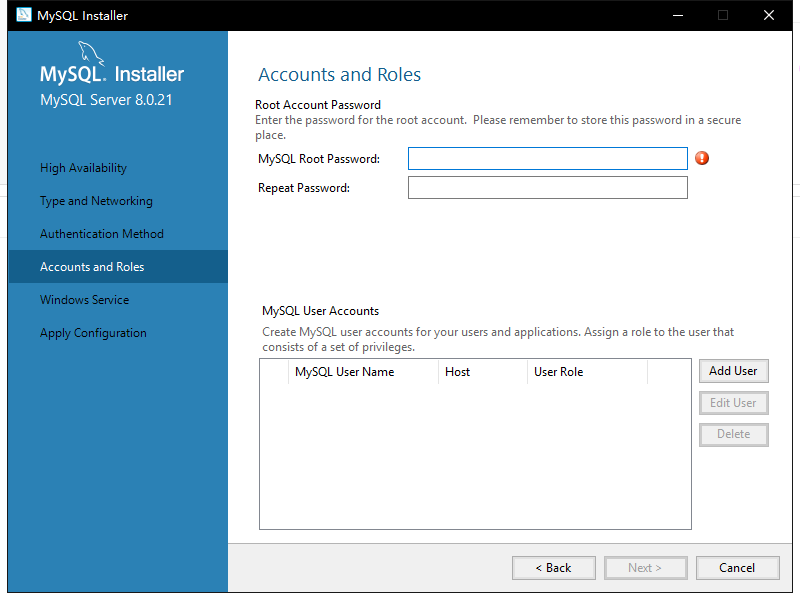 MySQL Installer
MySQL. Installer
MySQL Server 8.0.21
High Availability
Type and Networking
Authentication Method
Accounts and Roles
Windows Service
Apply Configuration
Accounts and Roles
Root Account Password
Enter the password for the root account.  Please remember to store this password in a secure
place.
MySQL Root Password:
Repeat Password:
MySQL User Accounts
Create MySQL user accounts for your users and applications. Assign a role to the user that
consists of a set of privileges.
MySQL User Name Host User Role
Add User
Edit User
Delete
< Back Next > Cancel